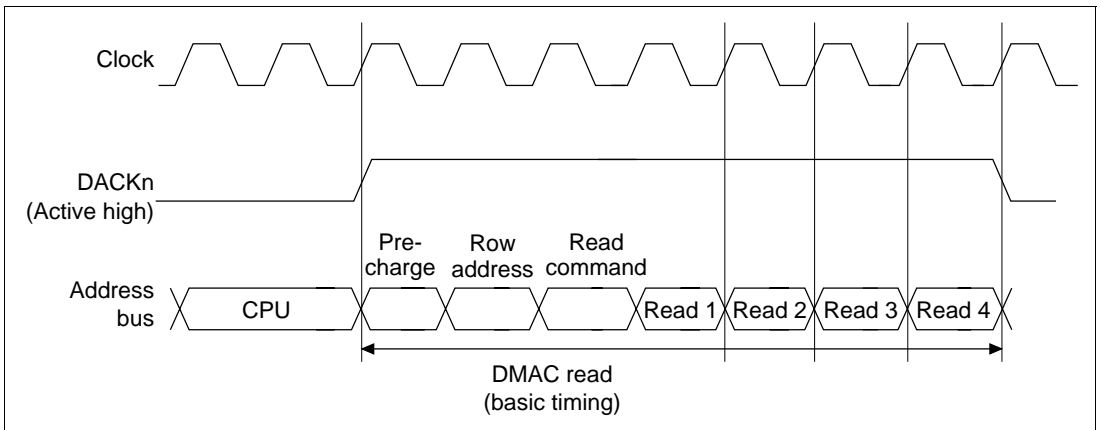 Clock
DACKn
(Active high)
Pre-
charge
Row
address
Read
command
Address
bus
CPU
Read 1
Read 2
Read 3
Read 4
DMAC read
(basic timing)